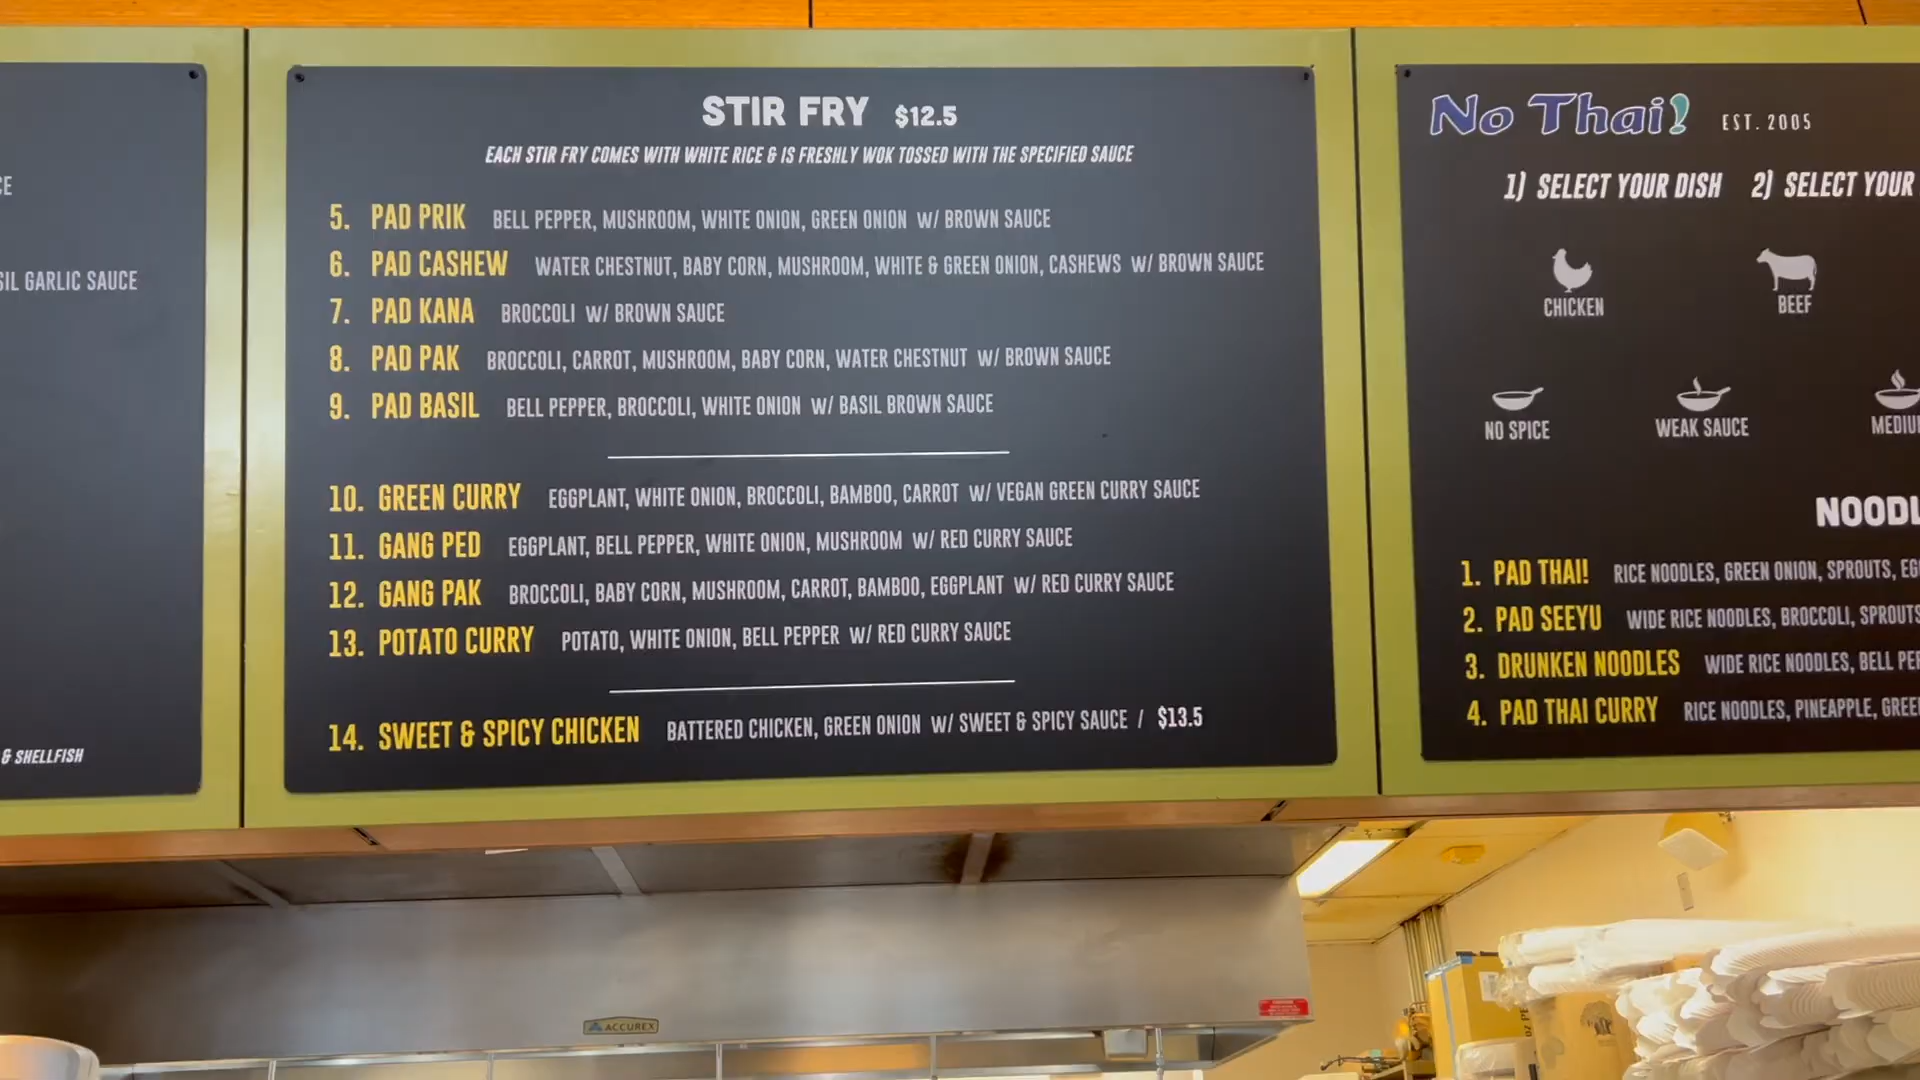 CE
SIL GARLIC SAUCE
& SHELLFISH
STIR FRY $12.5
EACH STIR FRY COMES WITH WHITE RICE & IS FRESHLY WOK TOSSED WITH THE SPECIFIED SAUCE
5. PAD PRIK BELL PEPPER, MUSHROOM, WHITE ONION, GREEN ONION W/ BROWN SAUCE
6. PAD CASHEW WATER CHESTNUT, BABY CORN, MUSHROOM, WHITE & GREEN ONION, CASHEWS W/ BROWN SAUCE
7. PAD KANA BROCCOLI W/ BROWN SAUCE
8. PAD PAK BROCCOLI, CARROT, MUSHROOM, BABY CORN, WATER CHESTNUT W/ BROWN SAUCE
9. PAD BASIL BELL PEPPER, BROCCOLI, WHITE ONION W/ BASIL BROWN SAUCE
10. GREEN CURRY EGGPLANT, WHITE ONION, BROCCOLI, BAMBOO, CARROT W/ VEGAN GREEN CURRY SAUCE
11. GANG PED EGGPLANT, BELL PEPPER, WHITE ONION, MUSHROOM W/ RED CURRY SAUCE
12. GANG PAK BROCCOLI, BABY CORN, MUSHROOM, CARROT, BAMBOO, EGGPLANT W/ RED CURRY SAUCE
13. POTATO CURRY POTATO, WHITE ONION, BELL PEPPER W/ RED CURRY SAUCE
14. SWEET & SPICY CHICKEN BATTERED CHICKEN, GREEN ONION W/ SWEET & SPICY SAUCE / $13.5
No Thai! EST. 2005
1) SELECT YOUR DISH 2) SELECT YOUR
CHICKEN BEEF
NO SPICE WEAK SAUCE MEDIU
NOODL
1. PAD THAI! RICE NOODLES, GREEN ONION, SPROUTS, EG
2. PAD SEEYU WIDE RICE NOODLES, BROCCOLI, SPROUTS
3. DRUNKEN NOODLES WIDE RICE NOODLES, BELL PEP
4. PAD THAI CURRY RICE NOODLES, PINEAPPLE, GREE
ACCUREX